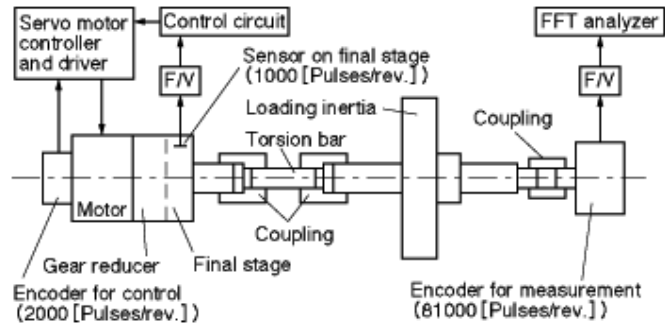 Servo motor
controller
and driver
Control circuit
F/V
Sensor on final stage
(1000 [Pulses/rev.])
Loading inertia
Torsion bar
FFT analyzer
F/V
Coupling
Motor
Coupling
Gear reducer
Final stage
Encoder for control
(2000 [Pulses/rev.])
Encoder for measurement
(81000 [Pulses/rev.])